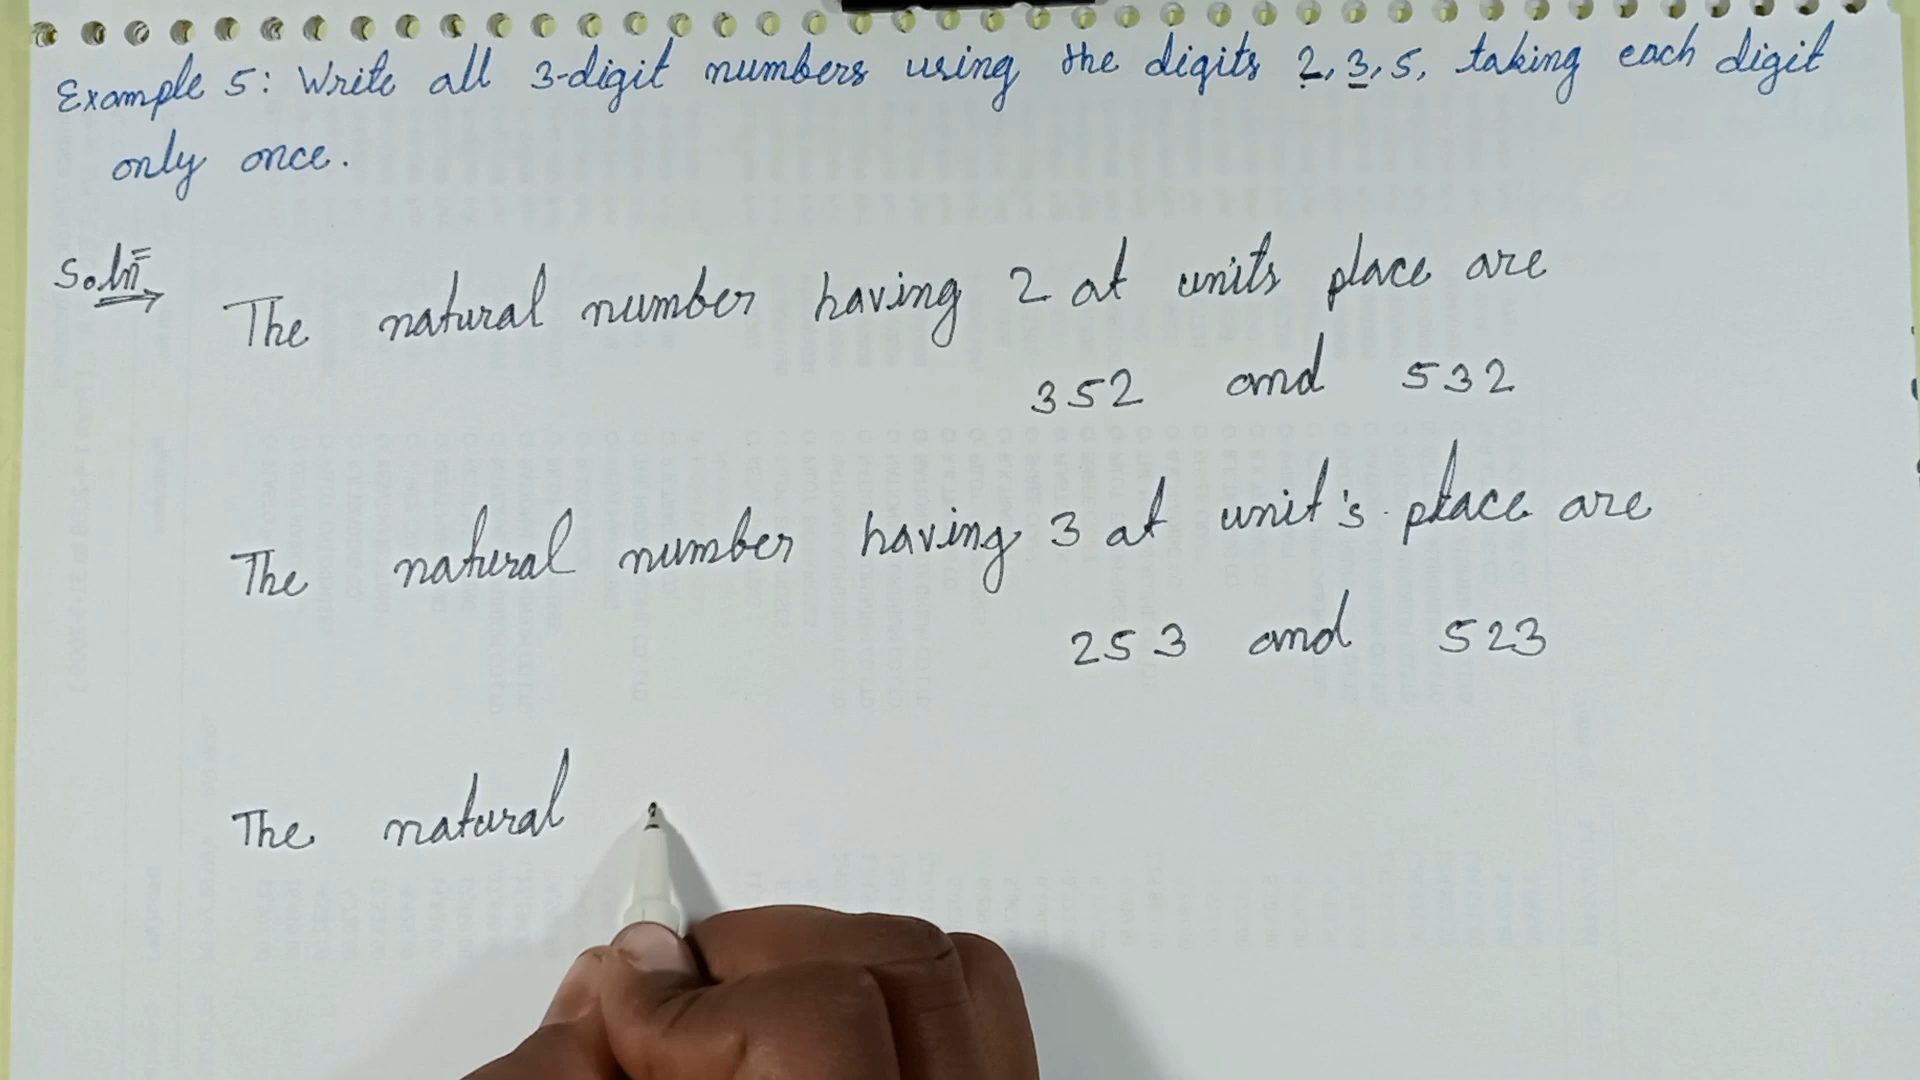 Example 5: Write all 3-digit numbers using the digits 2, 3, 5, taking each digit
only once.
Soln
The natural number having 2 at units place are
352 and 532
The natural number having 3 at unit's place are
253 and 523
The natural